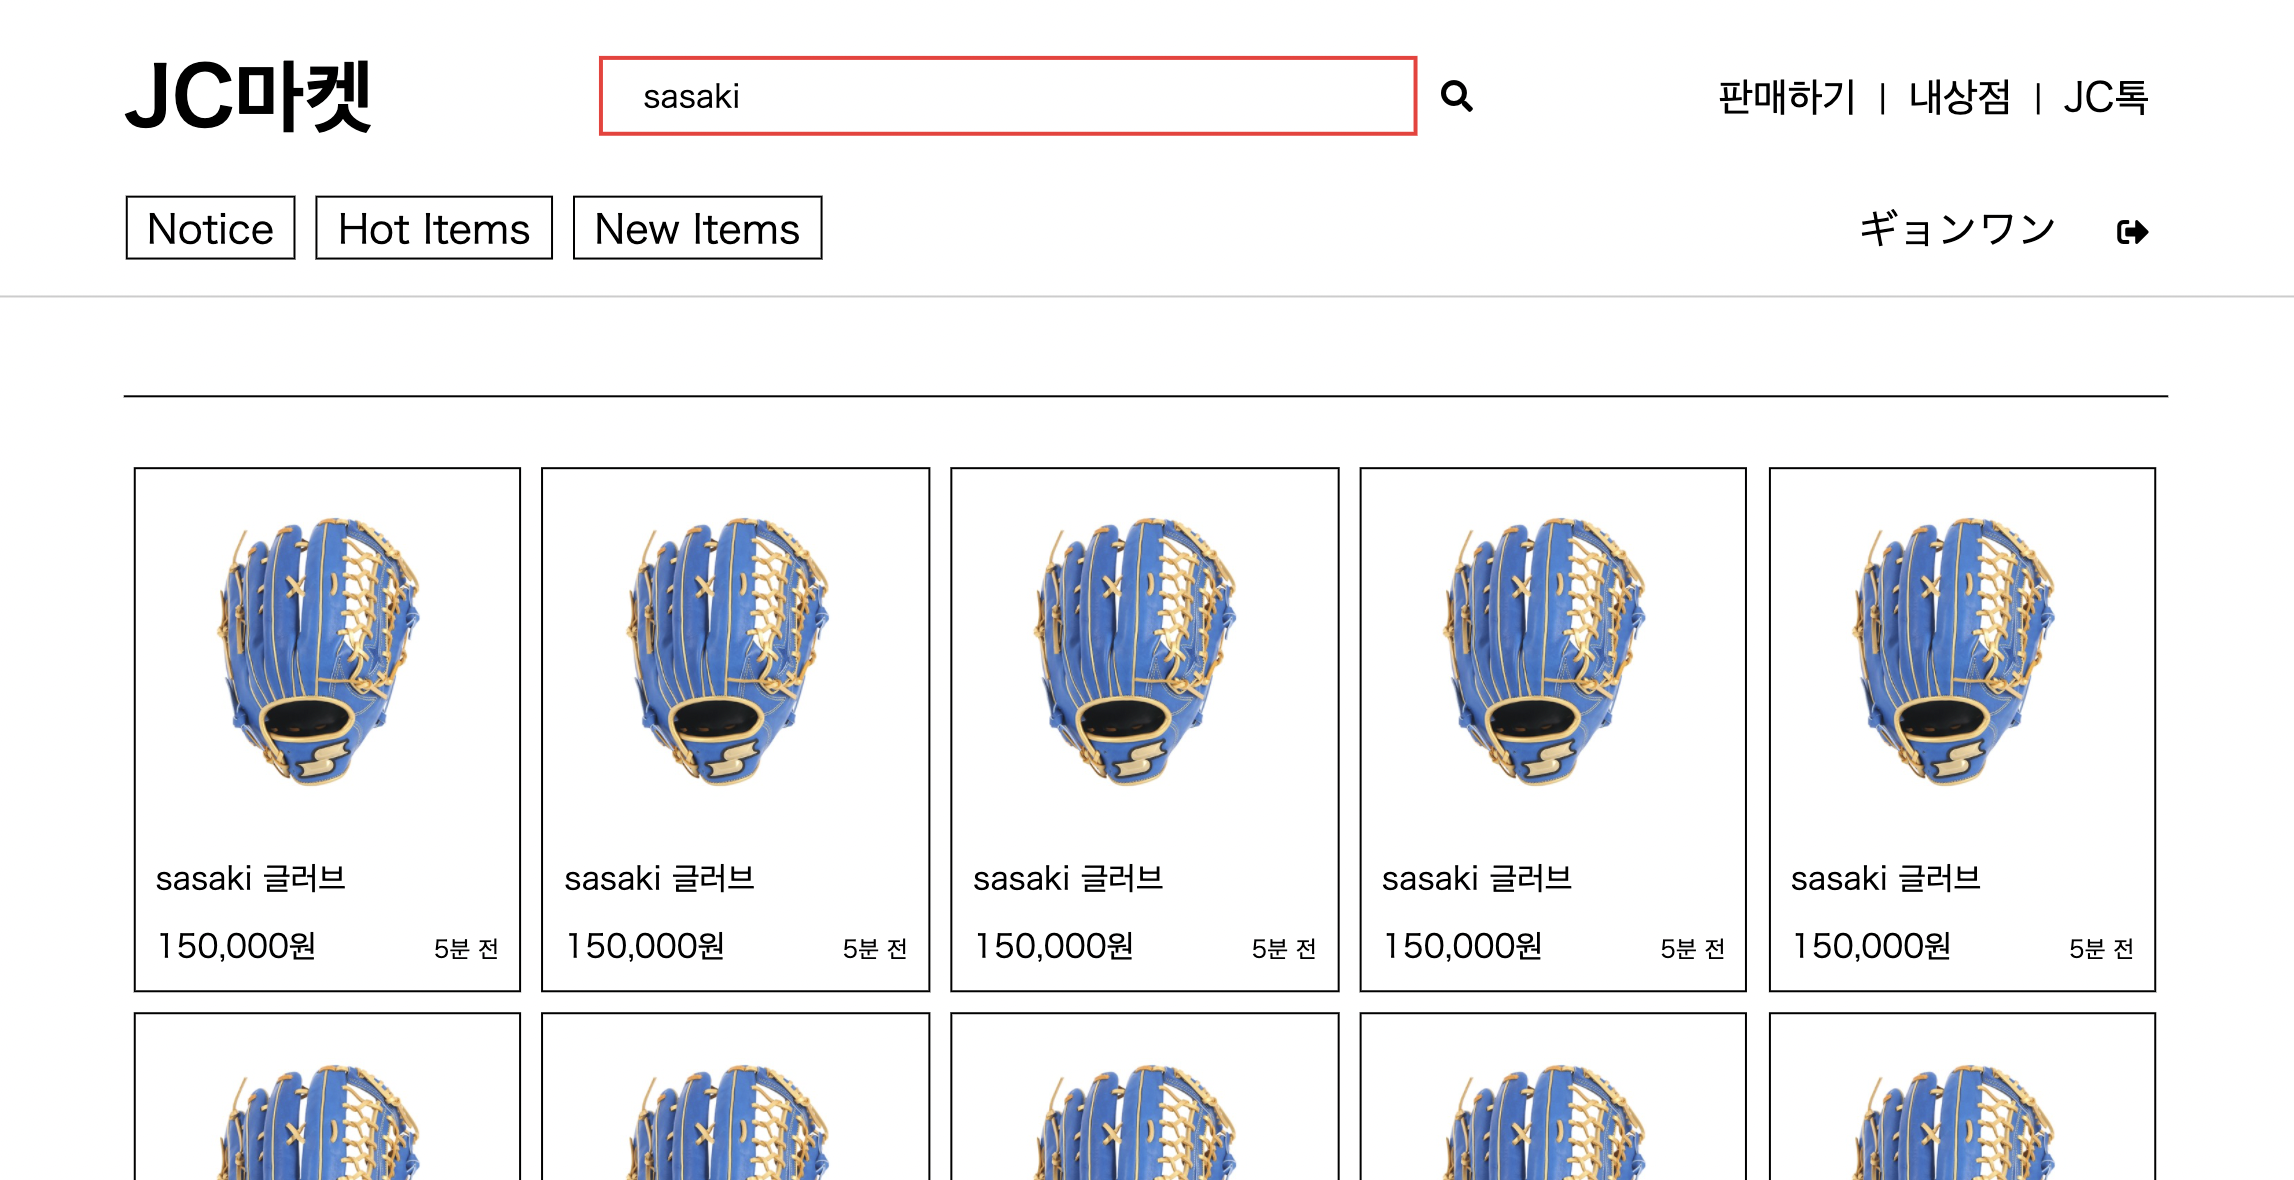 JC마켓
sasaki
판매하기 | 내상점 | JC톡
Notice Hot Items New Items
ギョンワン
sasaki 글러브
150,000원 5분 전
sasaki 글러브
150,000원 5분 전
sasaki 글러브
150,000원 5분 전
sasaki 글러브
150,000원 5분 전
sasaki 글러브
150,000원 5분 전